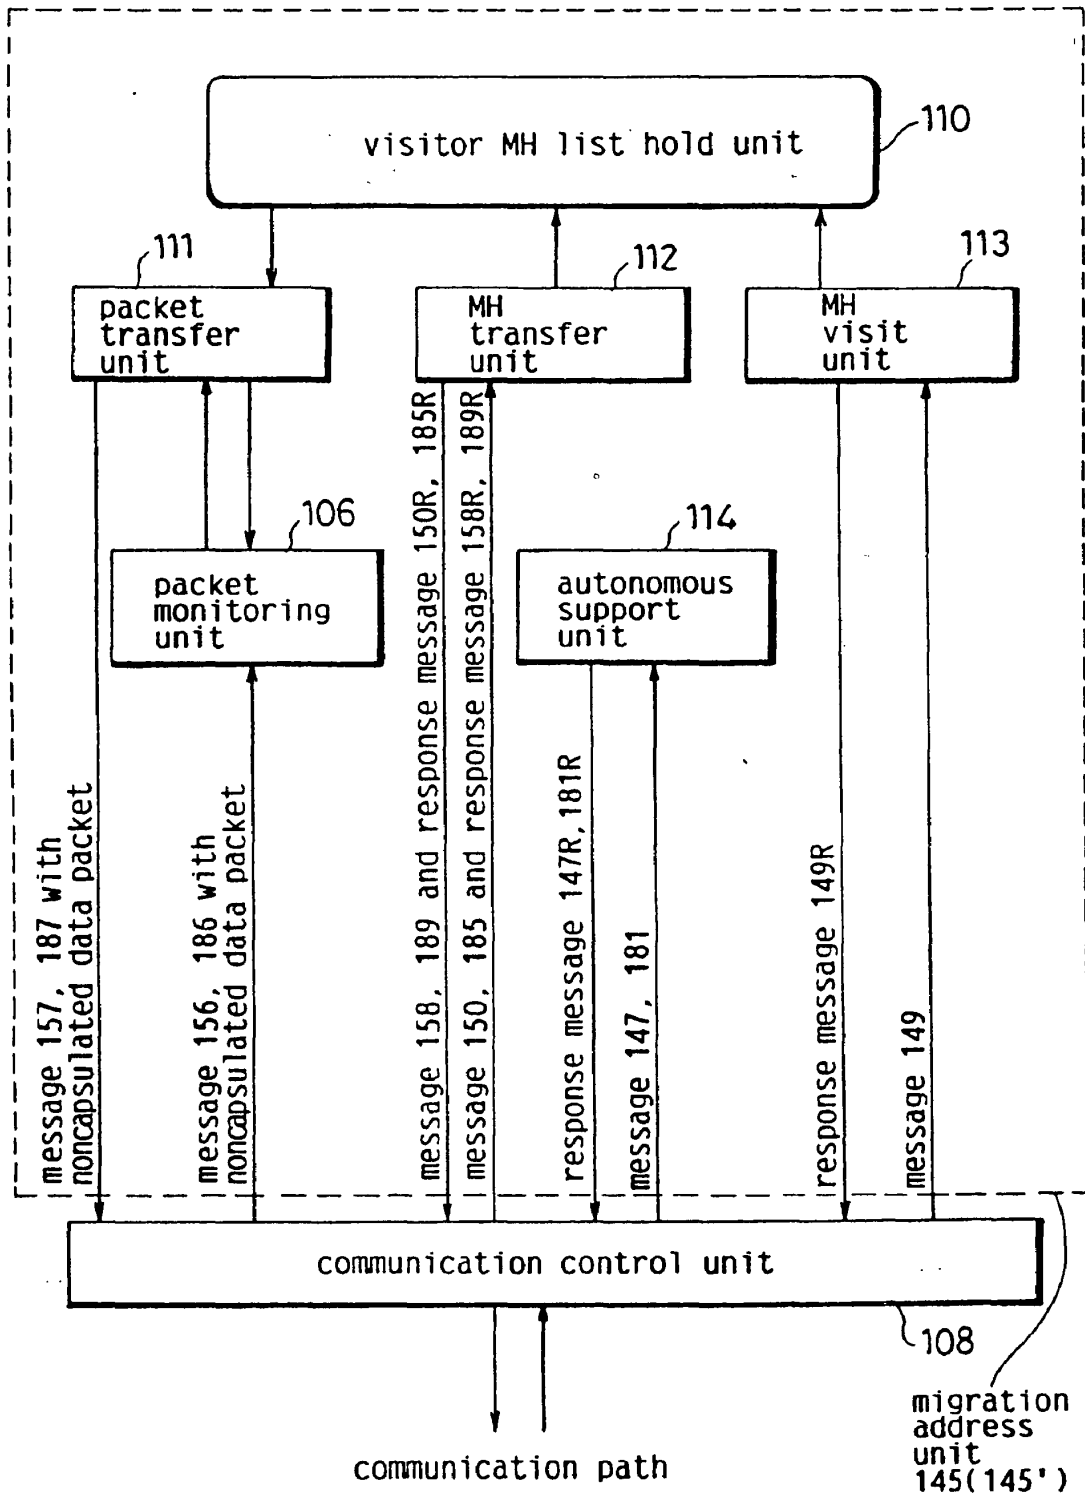 visitor MH list hold unit
110
111
packet
transfer
unit
112
MH
transfer
unit
113
MH
visit
unit
106
packet
monitoring
unit
114
autonomous
support
unit
message 157, 187 with
noncapsulated data packet
message 156, 186 with
noncapsulated data packet
message 158, 189 and response message 150R, 185R
message 150, 185 and response message 158R, 189R
response message 147R,181R
message 147, 181
response message 149R
message 149
communication control unit
108
communication path
migration
address
unit
145(145')